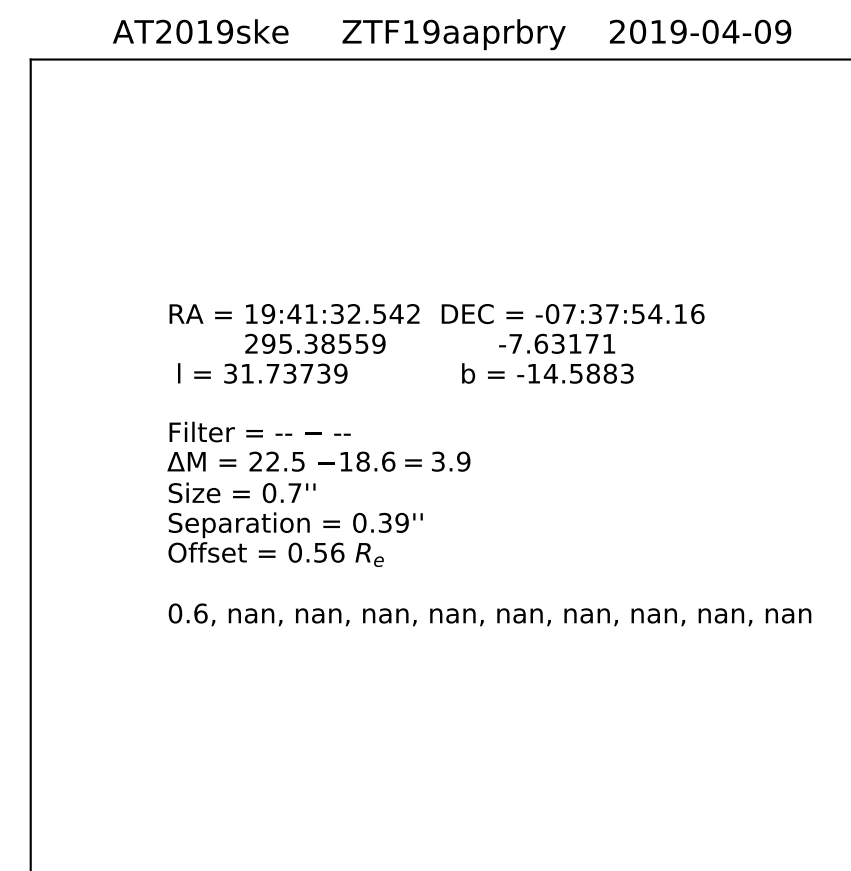 AT2019ske ZTF19aaprbry 2019-04-09
RA = 19:41:32.542 DEC = -07:37:54.16
295.38559 -7.63171
l = 31.73739 b = -14.5883
Filter = -- − --
ΔM = 22.5 −18.6 = 3.9
Size = 0.7''
Separation = 0.39''
Offset = 0.56 Re
0.6, nan, nan, nan, nan, nan, nan, nan, nan, nan